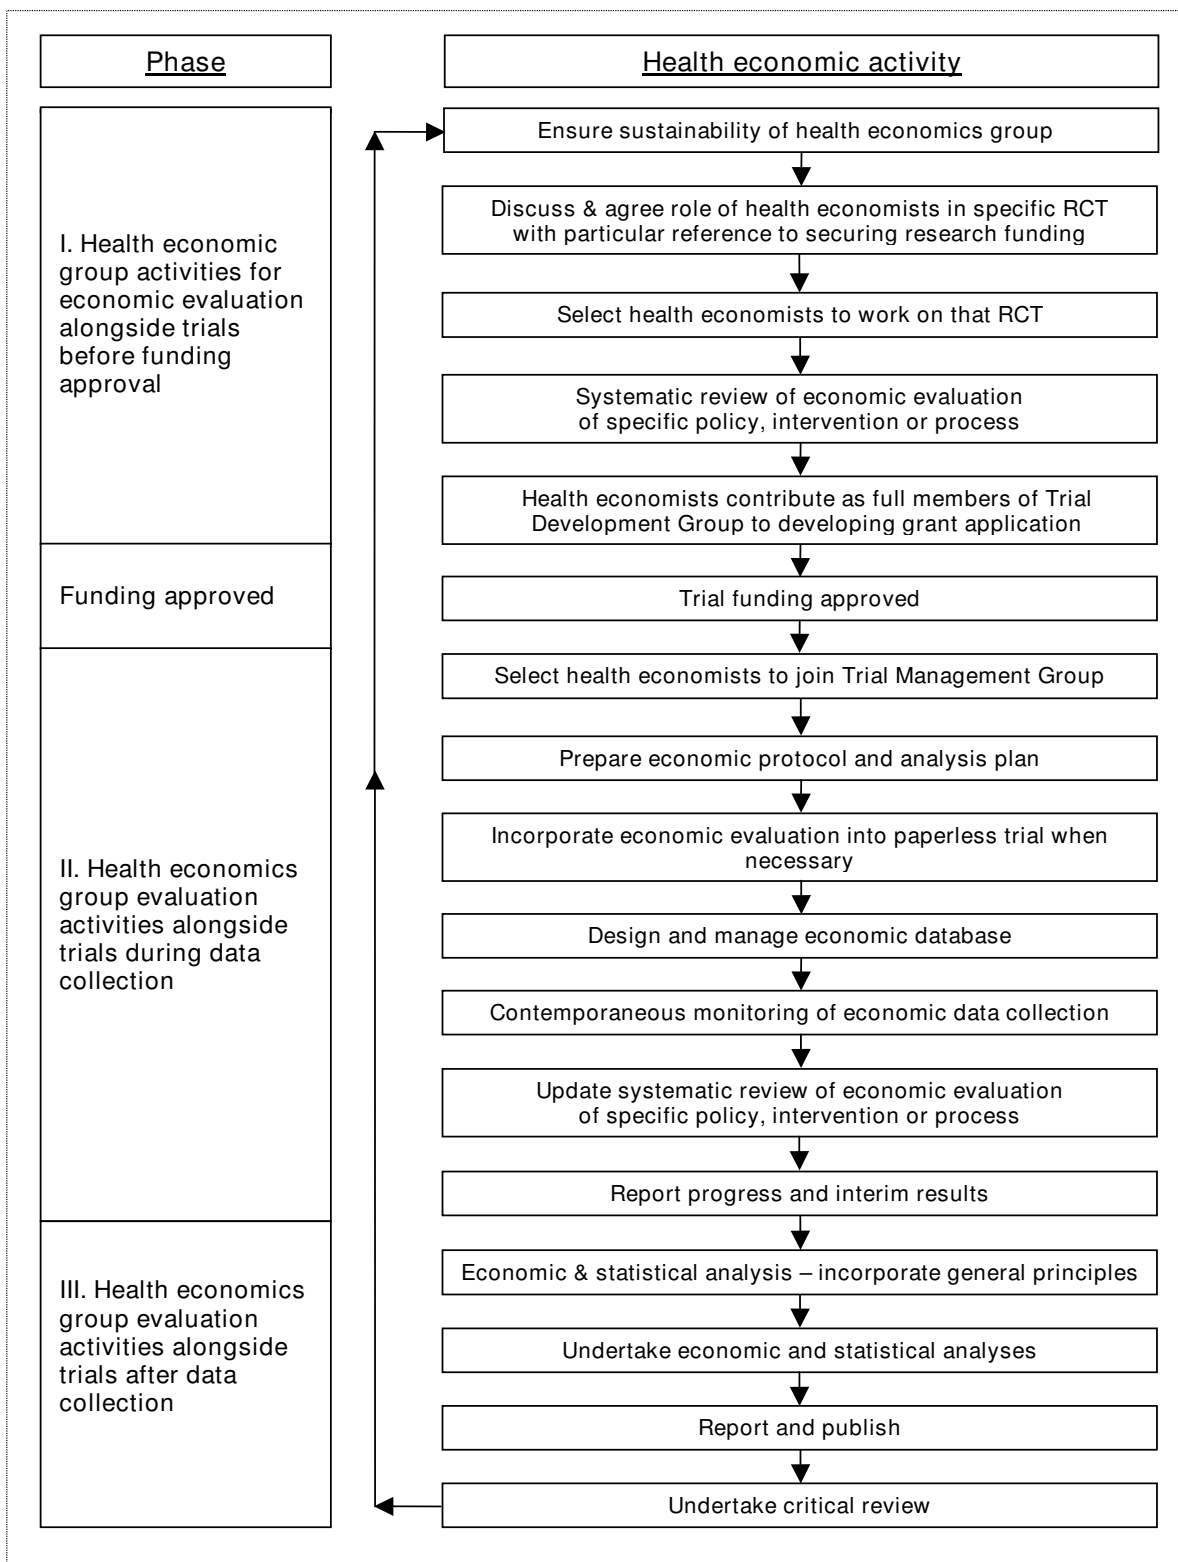 Phase
Health economic activity
I. Health economic
group activities for
economic evaluation
alongside trials
before funding
approval
Ensure sustainability of health economics group
Discuss & agree role of health economists in specific RCT
with particular reference to securing research funding
Select health economists to work on that RCT
Systematic review of economic evaluation
of specific policy, intervention or process
Health economists contribute as full members of Trial
Development Group to developing grant application
Funding approved
Trial funding approved
II. Health economics
group evaluation
activities alongside
trials during data
collection
Select health economists to join Trial Management Group
Prepare economic protocol and analysis plan
Incorporate economic evaluation into paperless trial when
necessary
Design and manage economic database
Contemporaneous monitoring of economic data collection
Update systematic review of economic evaluation
of specific policy, intervention or process
Report progress and interim results
III. Health economics
group evaluation
activities alongside
trials after data
collection
Economic & statistical analysis – incorporate general principles
Undertake economic and statistical analyses
Report and publish
Undertake critical review